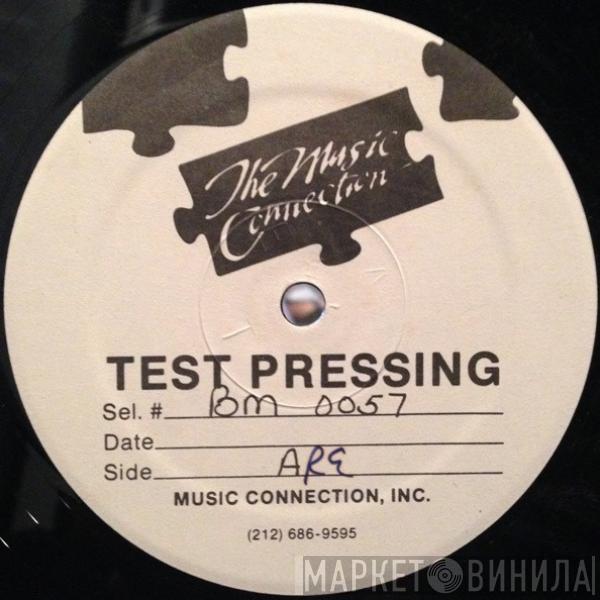 The Music
Connection
TEST PRESSING
Sel. # BM 0057
Date
Side ARE
MUSIC CONNECTION, INC.
(212) 686-9595
МАРКЕТ ВИНИЛА